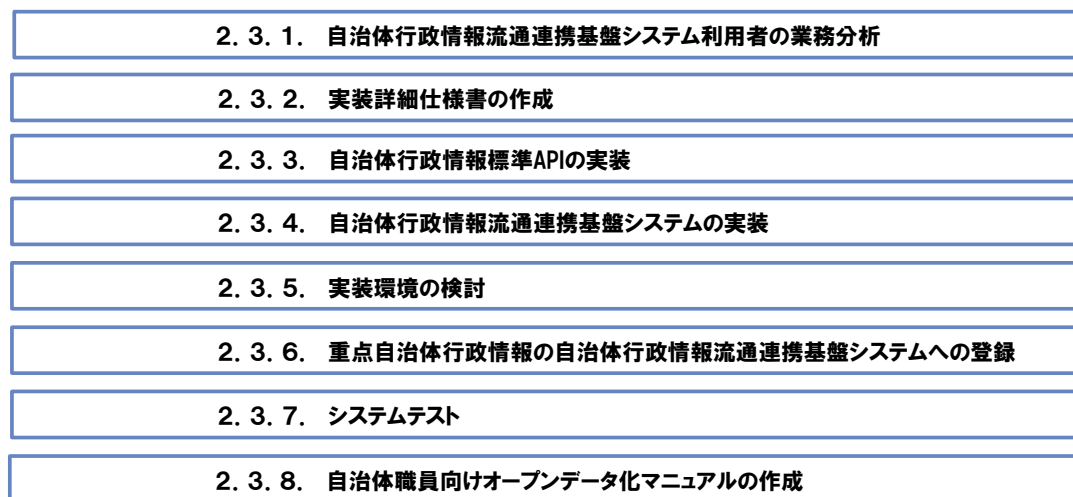 ２．３．１．　自治体行政情報流通連携基盤システム利用者の業務分析
２．３．２．　実装詳細仕様書の作成
２．３．３．　自治体行政情報標準APIの実装
２．３．４．　自治体行政情報流通連携基盤システムの実装
２．３．５．　実装環境の検討
２．３．６．　重点自治体行政情報の自治体行政情報流通連携基盤システムへの登録
２．３．７．　システムテスト
２．３．８．　自治体職員向けオープンデータ化マニュアルの作成